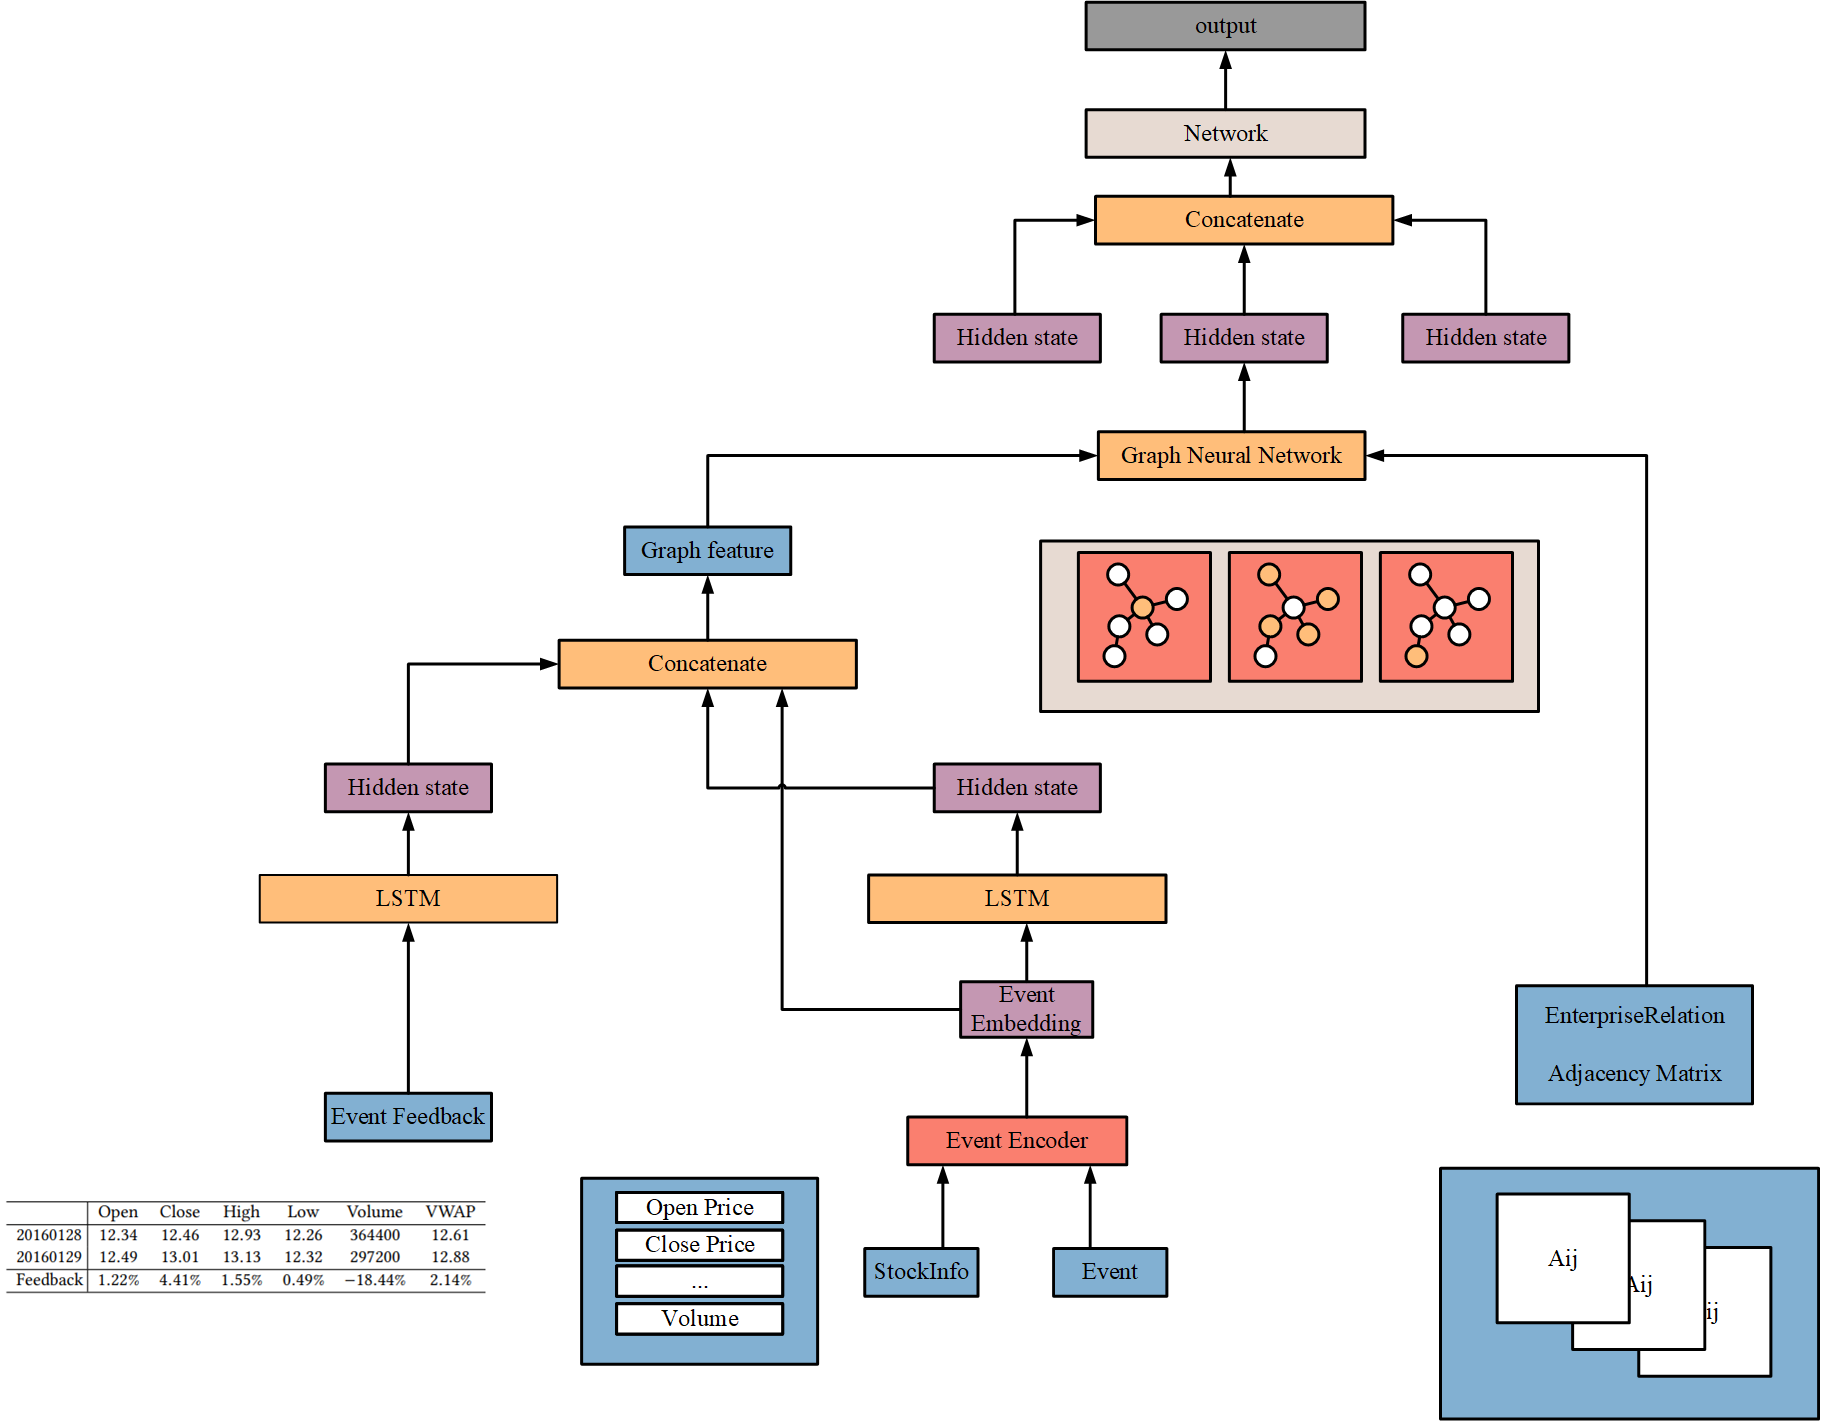 output
Network
Concatenate
Hidden state Hidden state Hidden state
Graph Neural Network
Graph feature
Concatenate
Hidden state Hidden state
LSTM LSTM
Event
Embedding
EnterpriseRelation
Adjacency Matrix
Event Feedback
Event Encoder
Open Close High Low Volume VWAP
20160128 12.34 12.46 12.93 12.26 364400 12.61
20160129 12.49 13.01 13.13 12.32 297200 12.88
Feedback 1.22% 4.41% 1.55% 0.49% −18.44% 2.14%
Open Price
Close Price
...
Volume
StockInfo Event
Aij
Aij
ij